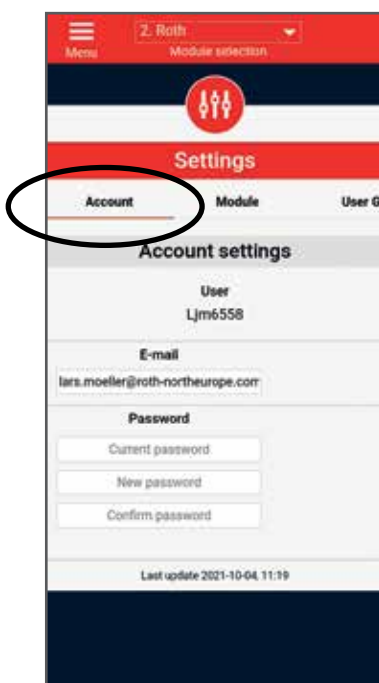 2. Roth
Menu
Module selection
Settings
Account Module User G
Account settings
User
Ljm6558
E-mail
lars.moeller@roth-northeurope.com
Password
Current password
New password
Confirm password
Last update 2021-10-04, 11:19